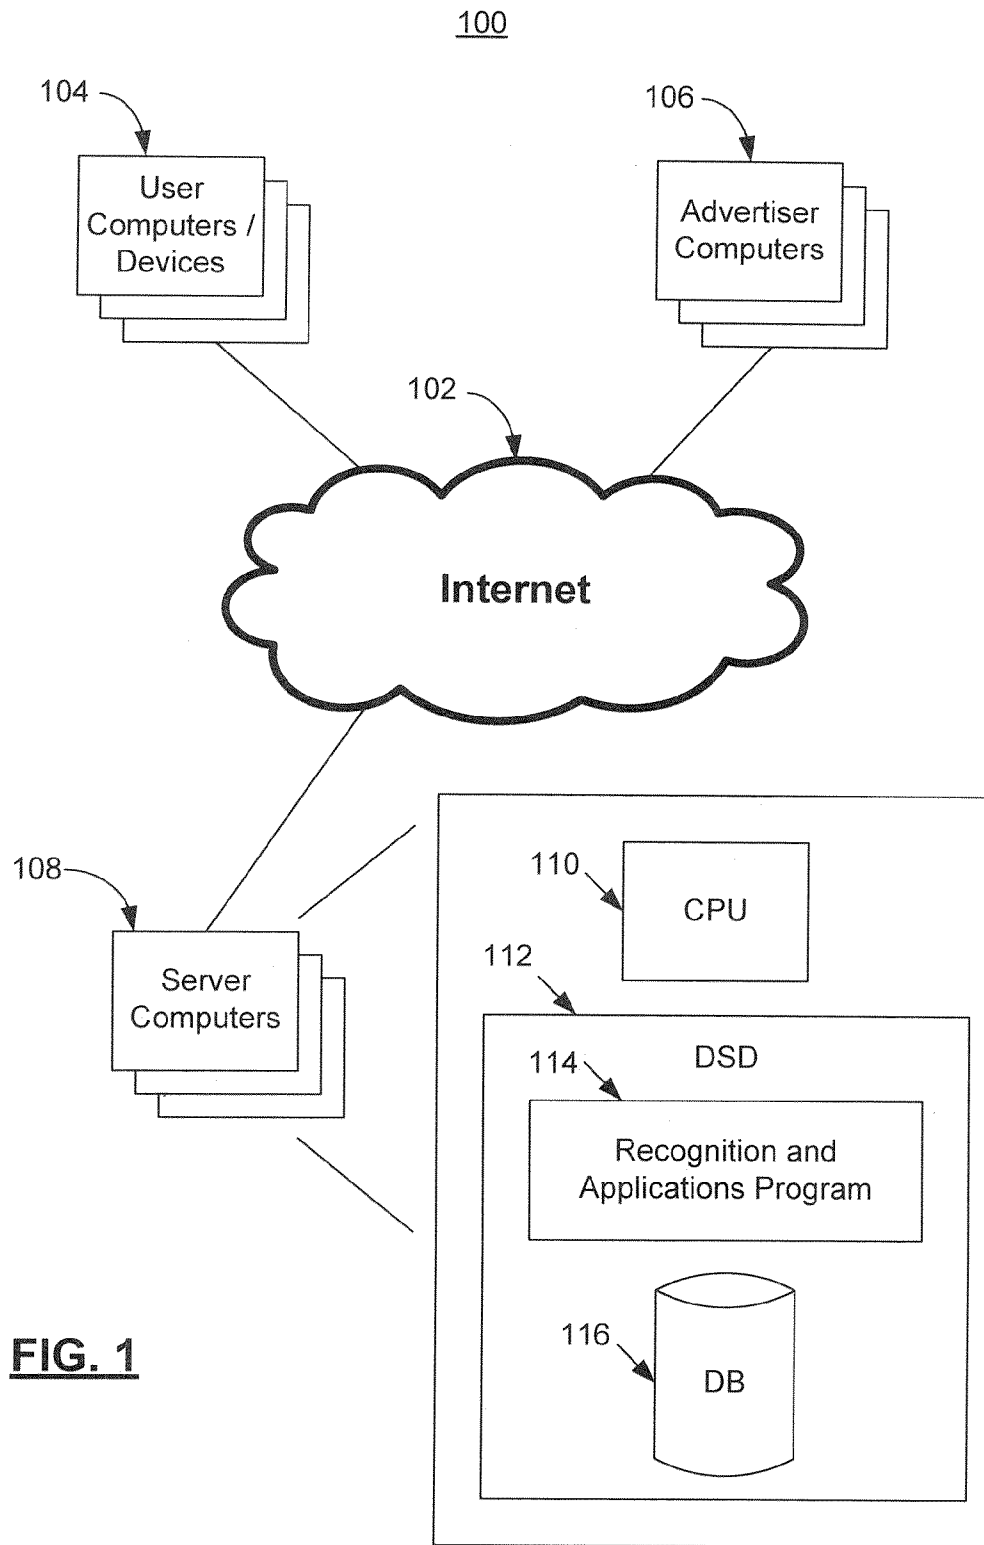 100
104
106
User
Computers /
Devices
Advertiser
Computers
102
Internet
108
Server
Computers
110
CPU
112
DSD
114
Recognition and
Applications Program
116
DB
FIG. 1